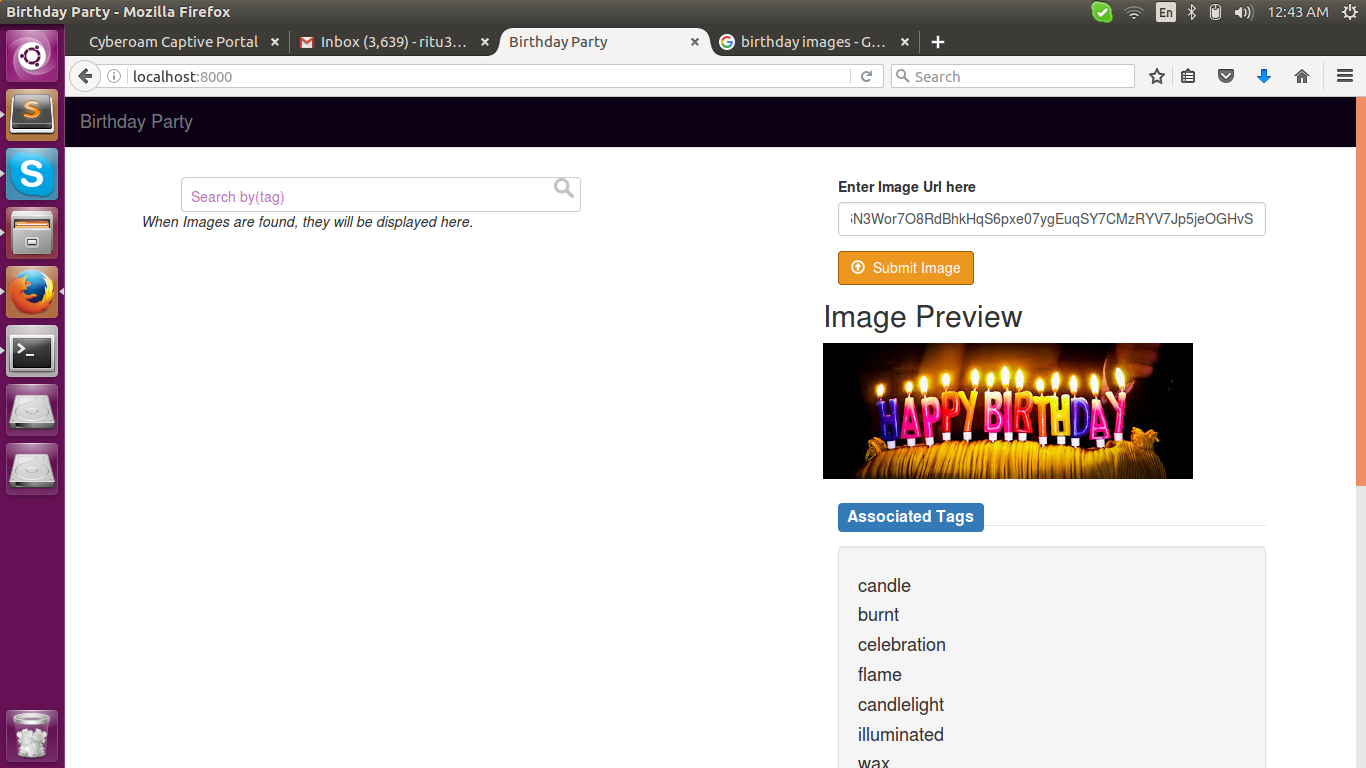 Birthday Party - Mozilla Firefox
En
12:43 AM
Cyberoam Captive Portal
Inbox (3,639) - ritu3...
Birthday Party
birthday images - G...
localhost:8000
Search
Birthday Party
Search by(tag)
When Images are found, they will be displayed here.
Enter Image Url here
N3Wor7O8RdBhkHqS6pxe07ygEuqSY7CMzRYV7Jp5jeOGHvS
Submit Image
Image Preview
HAPPY BIRTHDAY
Associated Tags
candle
burnt
celebration
flame
candlelight
illuminated
wax